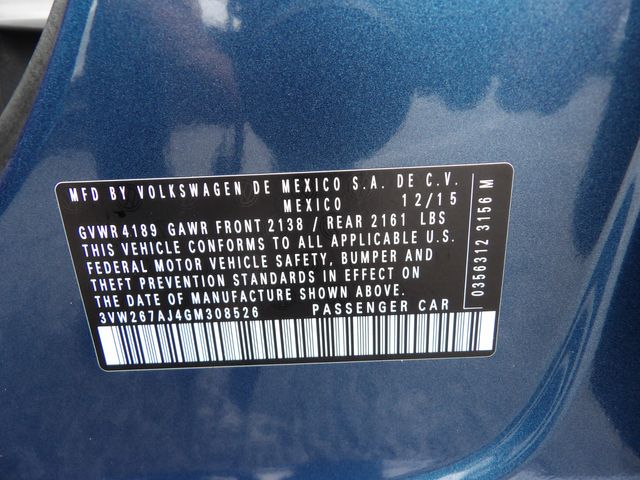 MFD BY VOLKSWAGEN DE MEXICO S.A. DE C.V.
MEXICO 12/15
GVWR4189 GAWR FRONT 2138 / REAR 2161 LBS
THIS VEHICLE CONFORMS TO ALL APPLICABLE U.S.
FEDERAL MOTOR VEHICLE SAFETY, BUMPER AND
THEFT PREVENTION STANDARDS IN EFFECT ON
THE DATE OF MANUFACTURE SHOWN ABOVE.
3VW267AJ4GM308526 PASSENGER CAR
0356312 3156 M